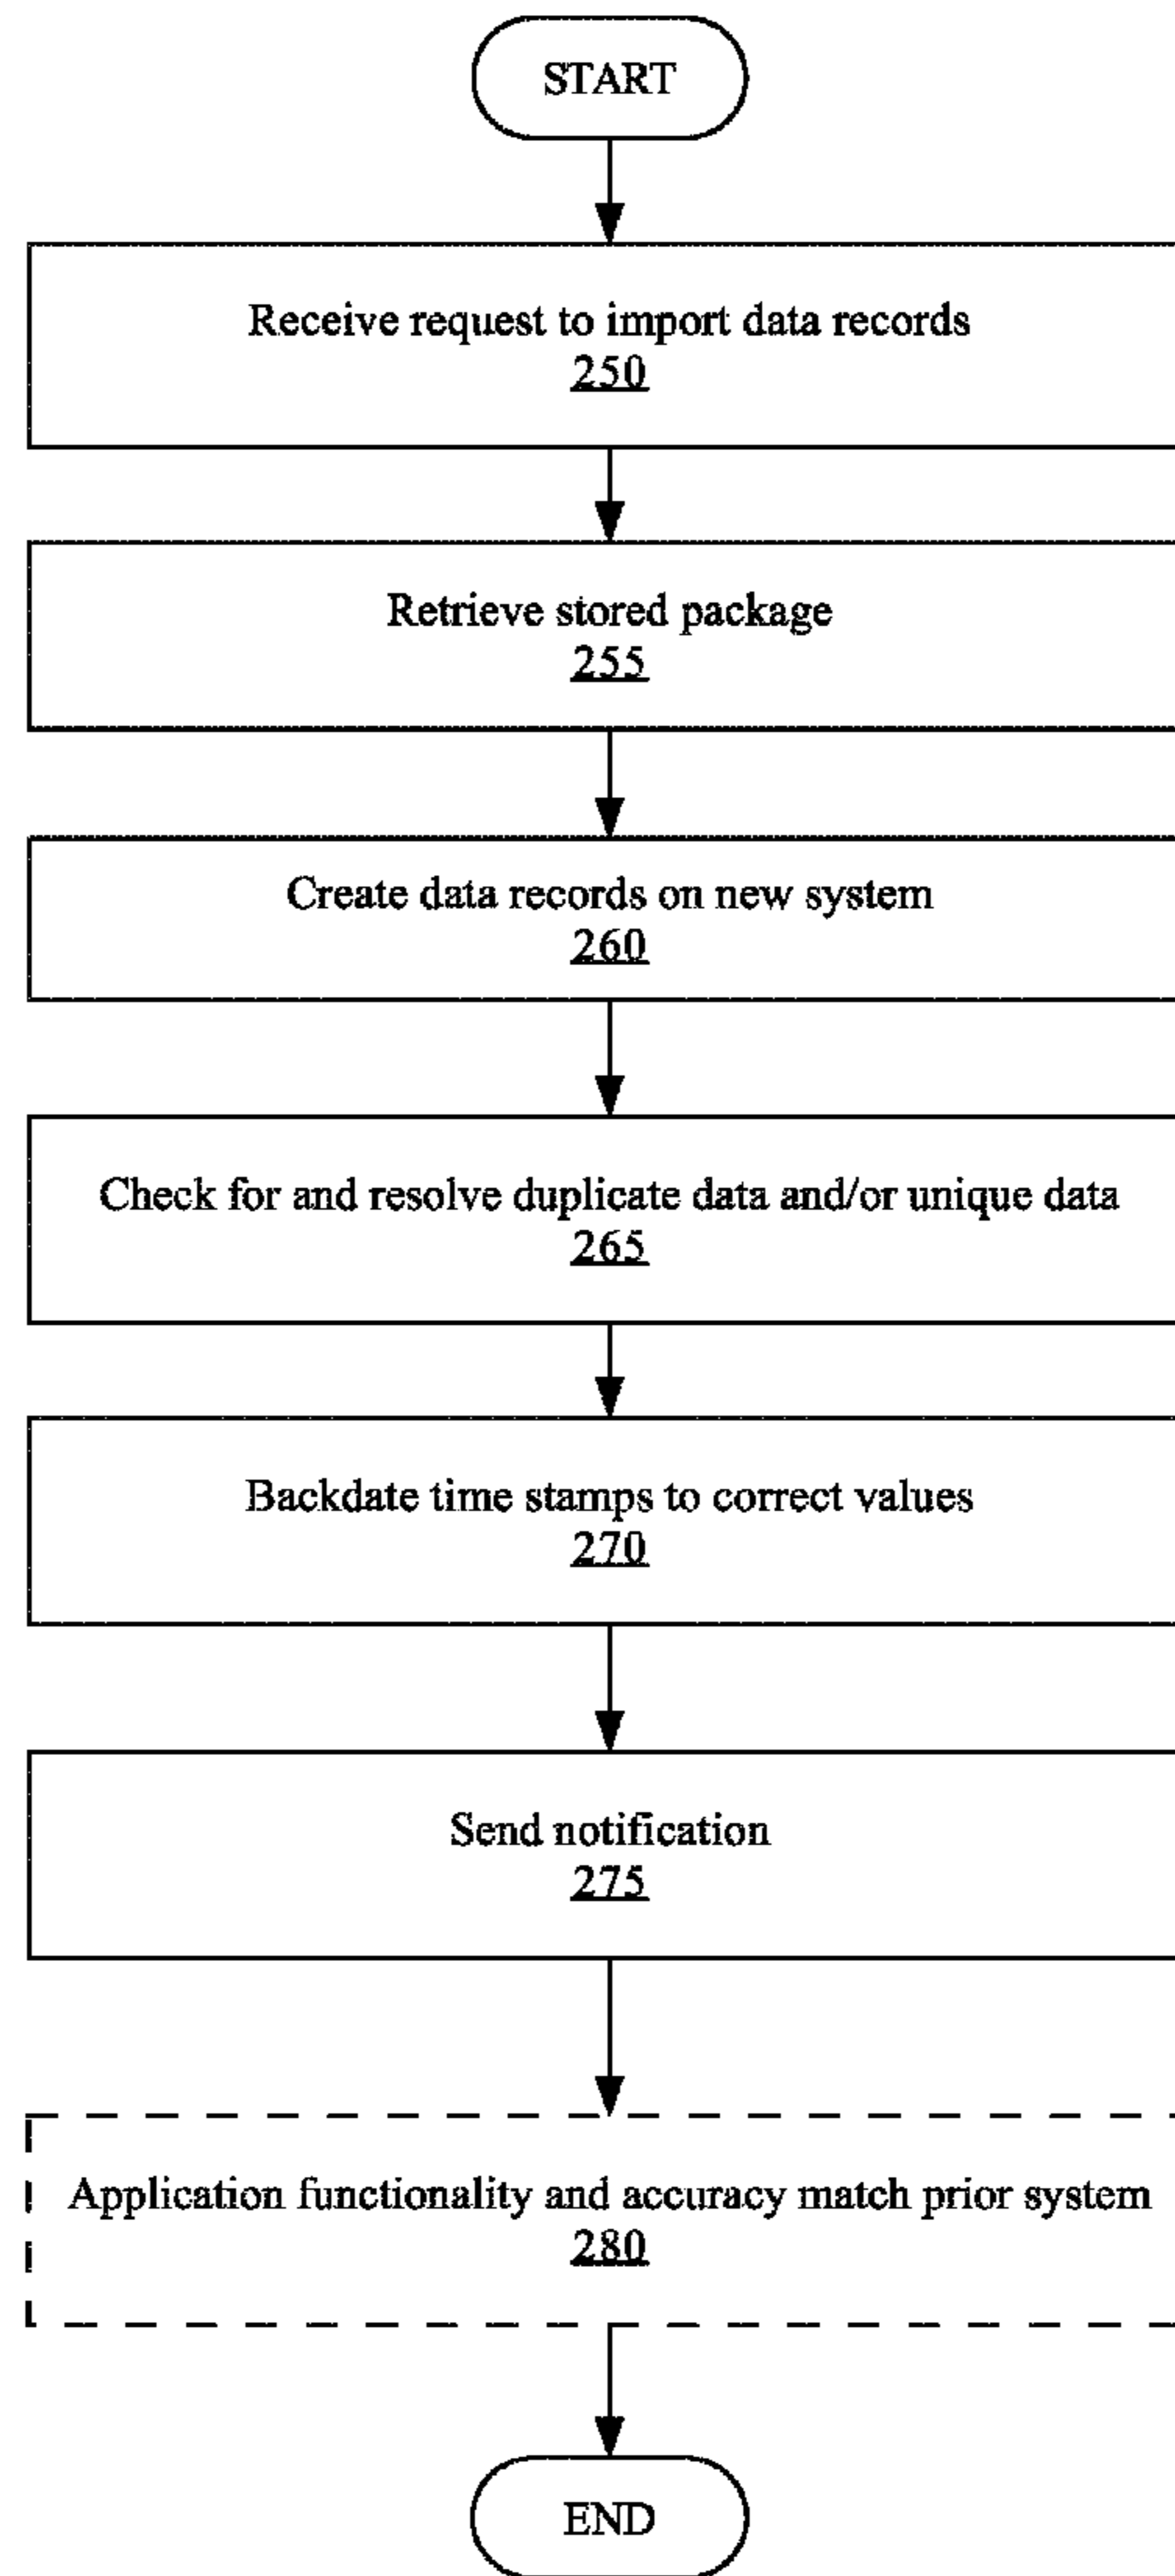 START
Receive request to import data records
250
Retrieve stored package
255
Create data records on new system
260
Check for and resolve duplicate data and/or unique data
265
Backdate time stamps to correct values
270
Send notification
275
Application functionality and accuracy match prior system
280
END